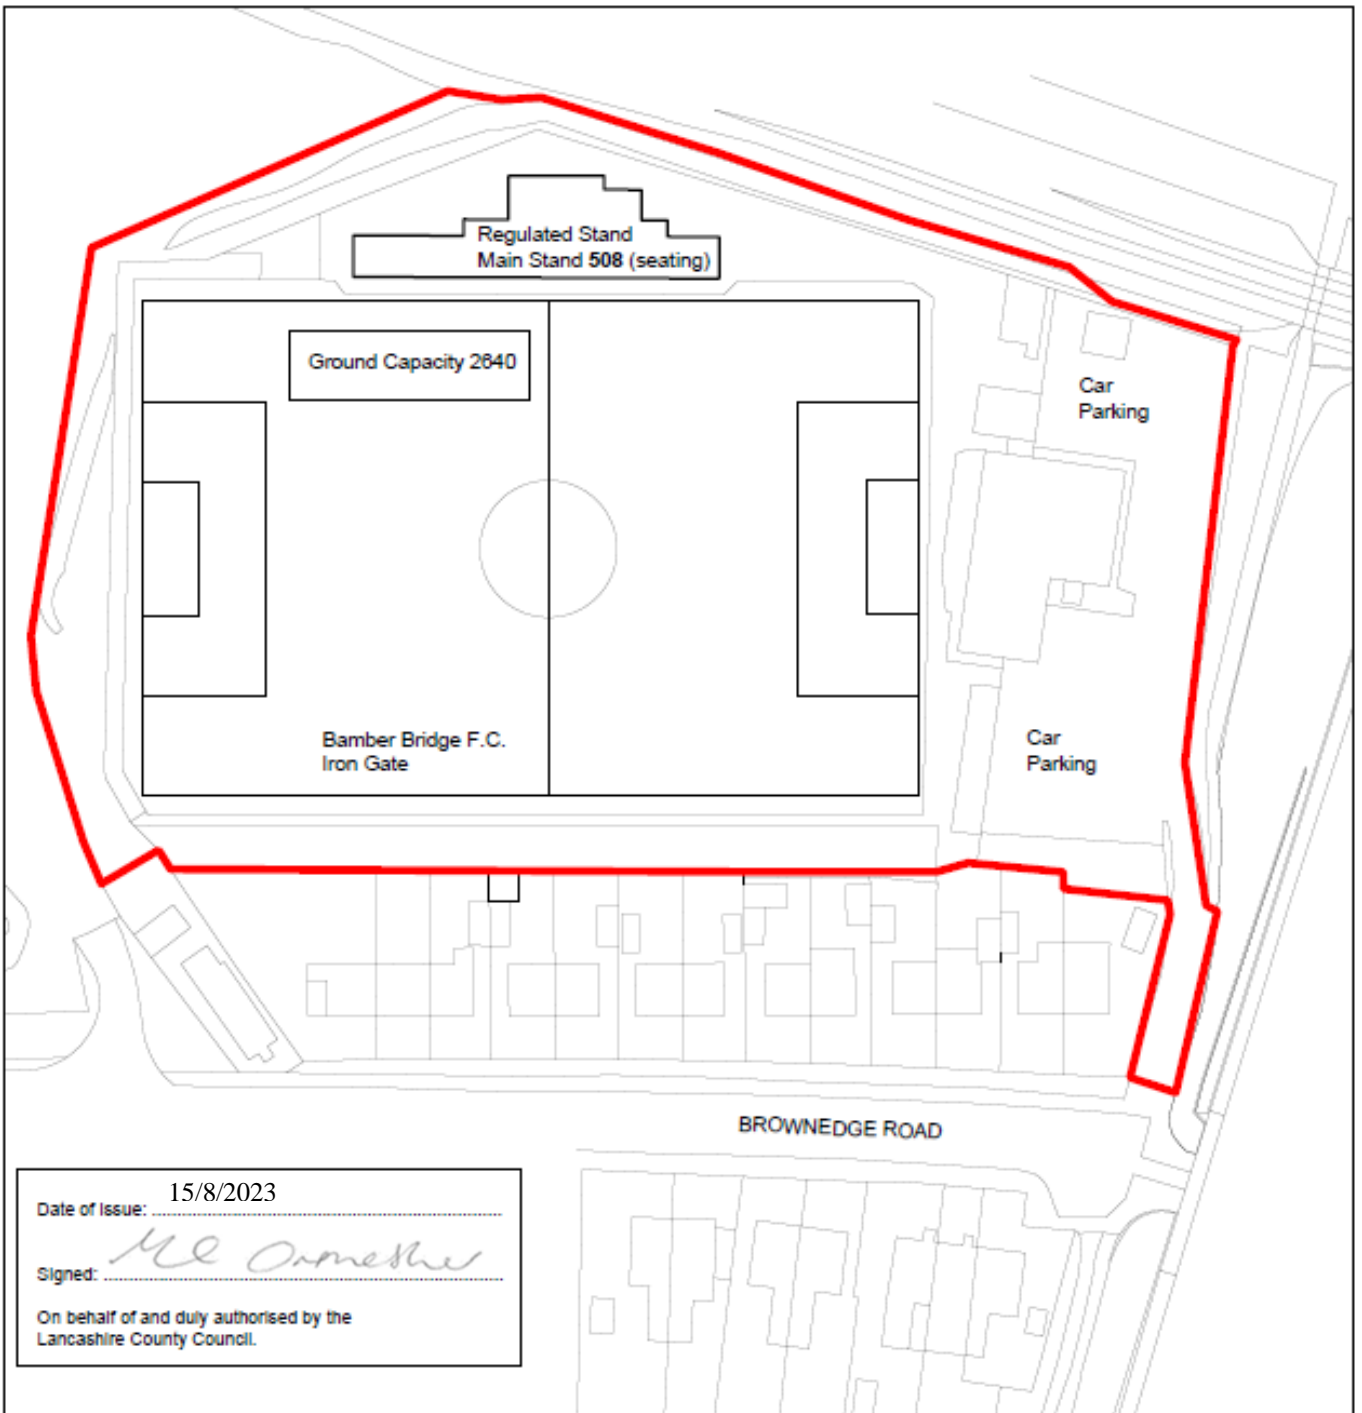 Regulated Stand
Main Stand 508 (seating)
Ground Capacity 2640
Car
Parking
Bamber Bridge F.C.
Iron Gate
Car
Parking
BROWNEDGE ROAD
Date of Issue: 15/8/2023
Signed: Ormesher
On behalf of and duly authorised by the
Lancashire County Council.